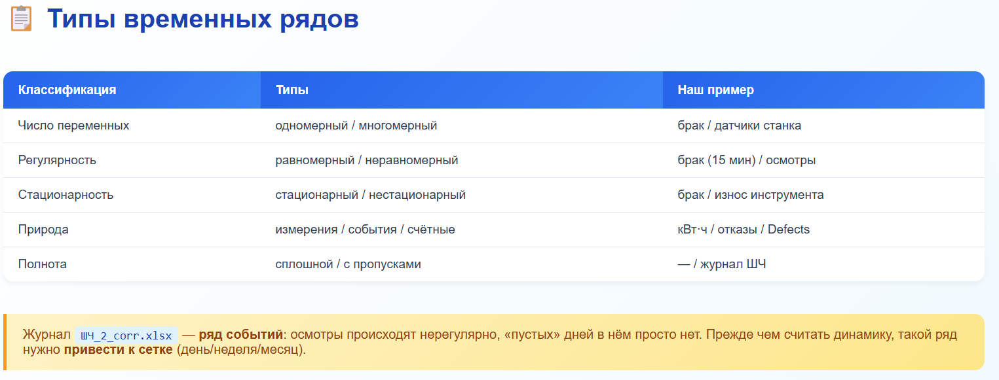 Типы временных рядов
Классификация Типы Наш пример
Число переменных одномерный / многомерный брак / датчики станка
Регулярность равномерный / неравномерный брак (15 мин) / осмотры
Стационарность стационарный / нестационарный брак / износ инструмента
Природа измерения / события / счётные кВт·ч / отказы / Defects
Полнота сплошной / с пропусками — / журнал ШЧ
Журнал ШЧ_2_corr.xlsx — ряд событий: осмотры происходят нерегулярно, «пустых» дней в нём просто нет. Прежде чем считать динамику, такой ряд
нужно привести к сетке (день/неделя/месяц).